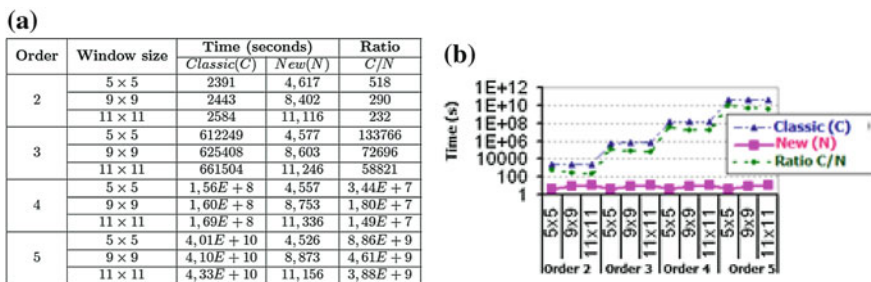 (a)
Order Window size Time (seconds) Ratio
Classic(C) New(N) C/N
2 5 × 5 2391 4,617 518
9 × 9 2443 8,402 290
11 × 11 2584 11,116 232
3 5 × 5 612249 4,577 133766
9 × 9 625408 8,603 72696
11 × 11 661504 11,246 58821
4 5 × 5 1,56E + 8 4,557 3,44E + 7
9 × 9 1,60E + 8 8,753 1,80E + 7
11 × 11 1,69E + 8 11,336 1,49E + 7
5 5 × 5 4,01E + 10 4,526 8,86E + 9
9 × 9 4,10E + 10 8,873 4,61E + 9
11 × 11 4,33E + 10 11,156 3,88E + 9
(b)
Time (s)
1E+12
1E+10
1E+08
1E+06
10000
100
1
Classic (C)
New (N)
Ratio C/N
5x5 9x9 11x11 5x5 9x9 11x11 5x5 9x9 11x11 5x5 9x9 11x11
Order 2 Order 3 Order 4 Order 5